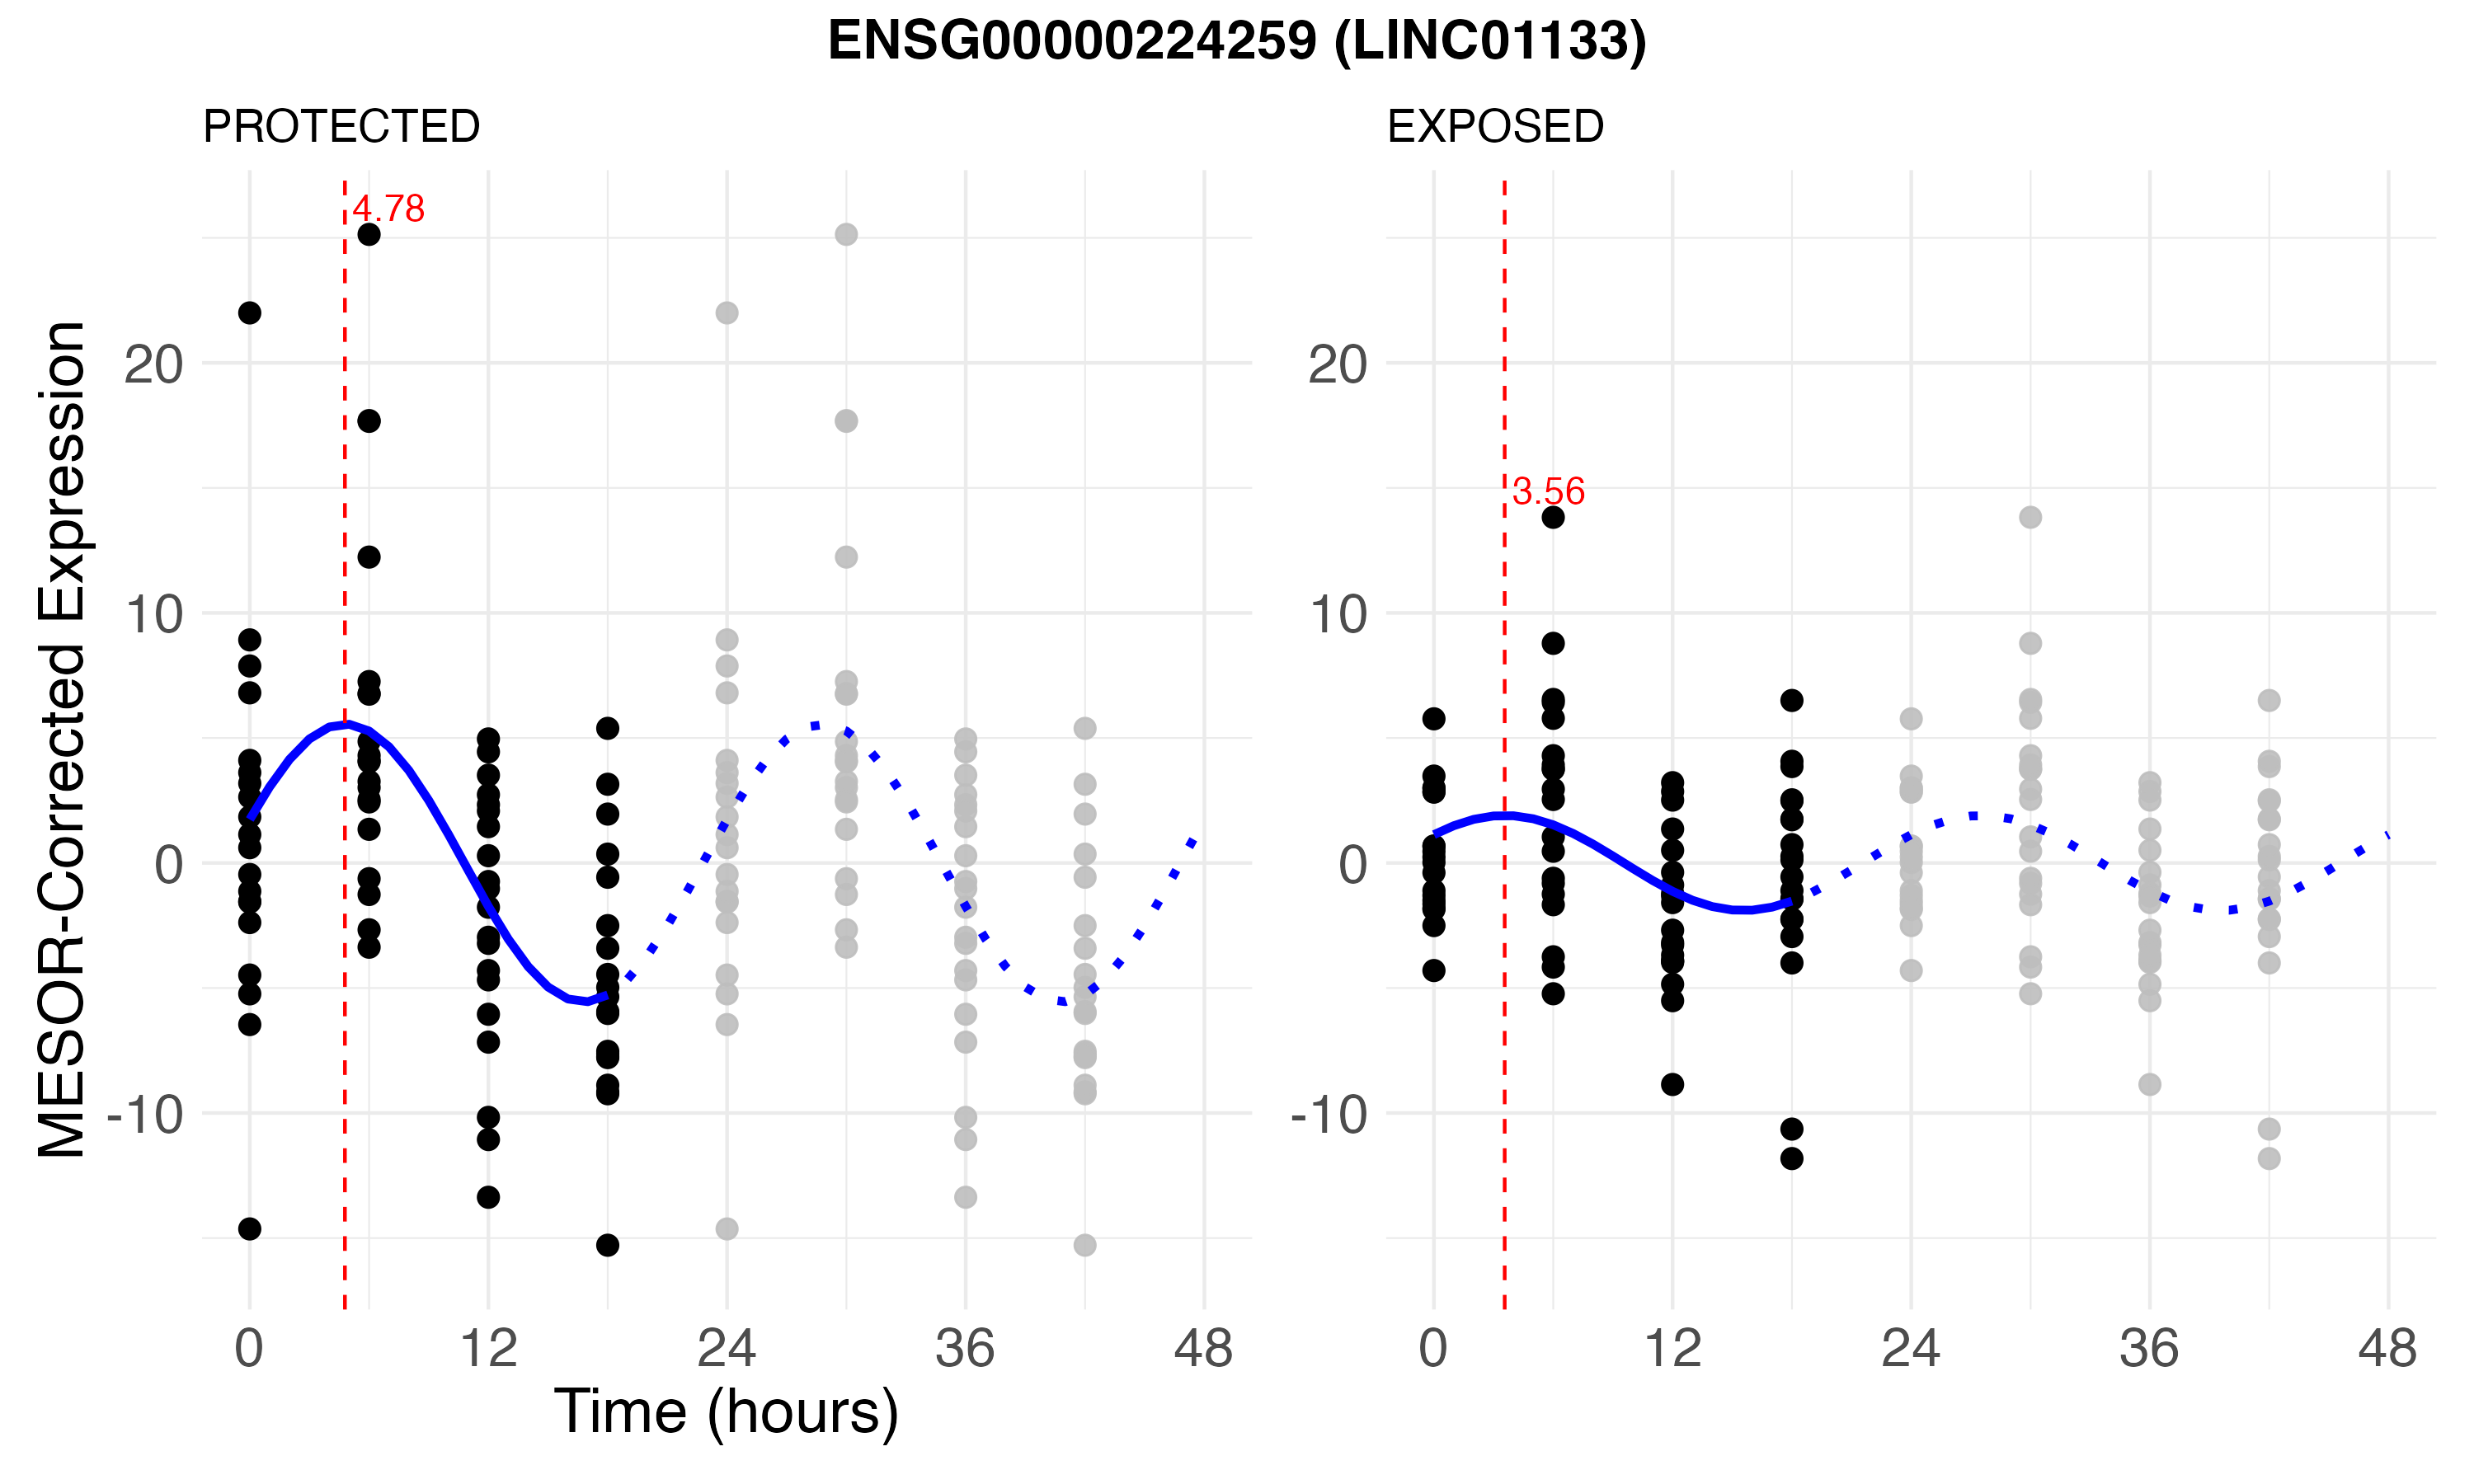 ENSG00000224259 (LINC01133)
PROTECTED
EXPOSED
MESOR-Corrected Expression
4.78
20
10
0
-10
0 12 24 36 48
3.56
20
10
0
-10
0 12 24 36 48
Time (hours)